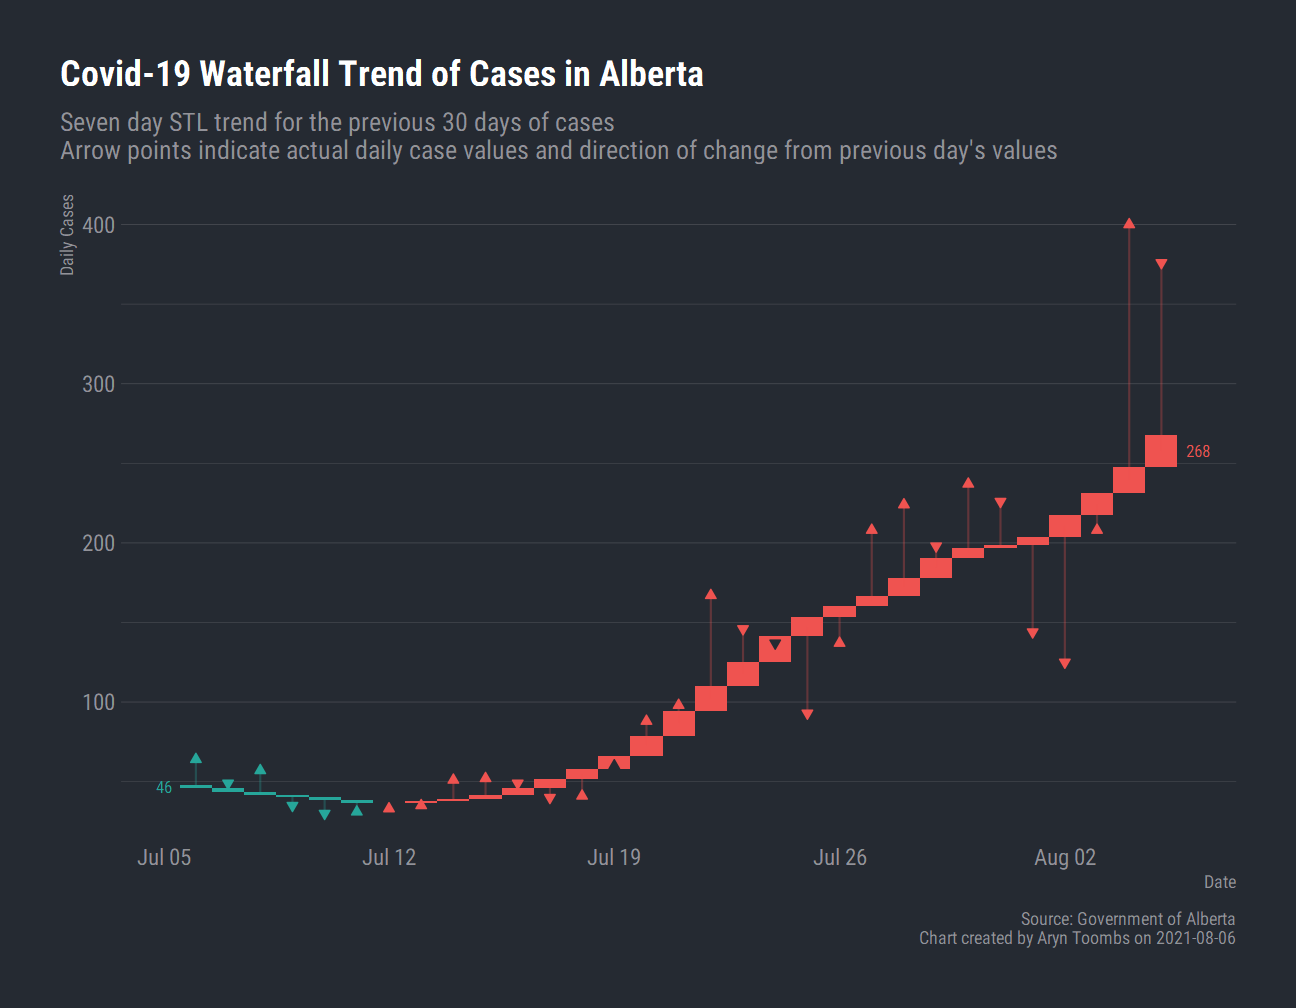 Covid-19 Waterfall Trend of Cases in Alberta
Seven day STL trend for the previous 30 days of cases
Arrow points indicate actual daily case values and direction of change from previous day's values
Daily Cases
400
300
200
100
46
268
Jul 05
Jul 12
Jul 19
Jul 26
Aug 02
Date
Source: Government of Alberta
Chart created by Aryn Toombs on 2021-08-06